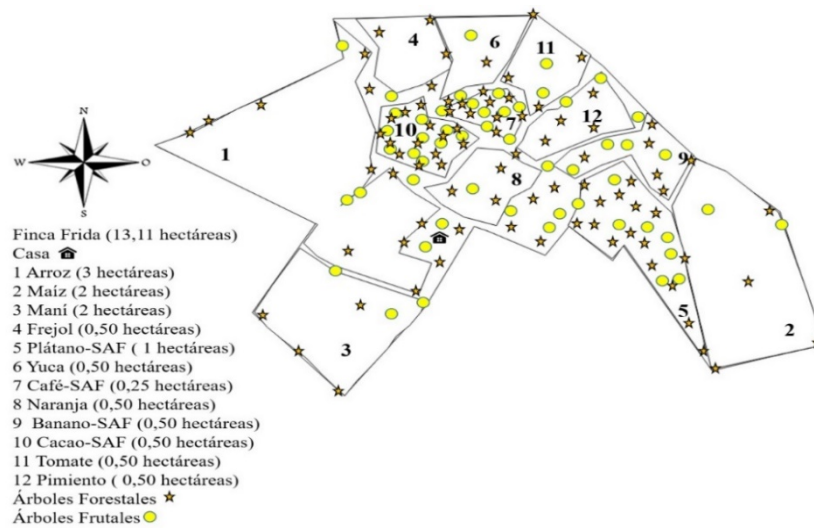 4
6
11
12
7
10
9
1
8
N
W O
S
5
2
3
Finca Frida (13,11 hectáreas)
Casa
1 Arroz (3 hectáreas)
2 Maíz (2 hectáreas)
3 Maní (2 hectáreas)
4 Frejol (0,50 hectáreas)
5 Plátano-SAF ( 1 hectáreas)
6 Yuca (0,50 hectáreas)
7 Café-SAF (0,25 hectáreas)
8 Naranja (0,50 hectáreas)
9 Banano-SAF (0,50 hectáreas)
10 Cacao-SAF (0,50 hectáreas)
11 Tomate (0,50 hectáreas)
12 Pimiento ( 0,50 hectáreas)
Árboles Forestales
Árboles Frutales